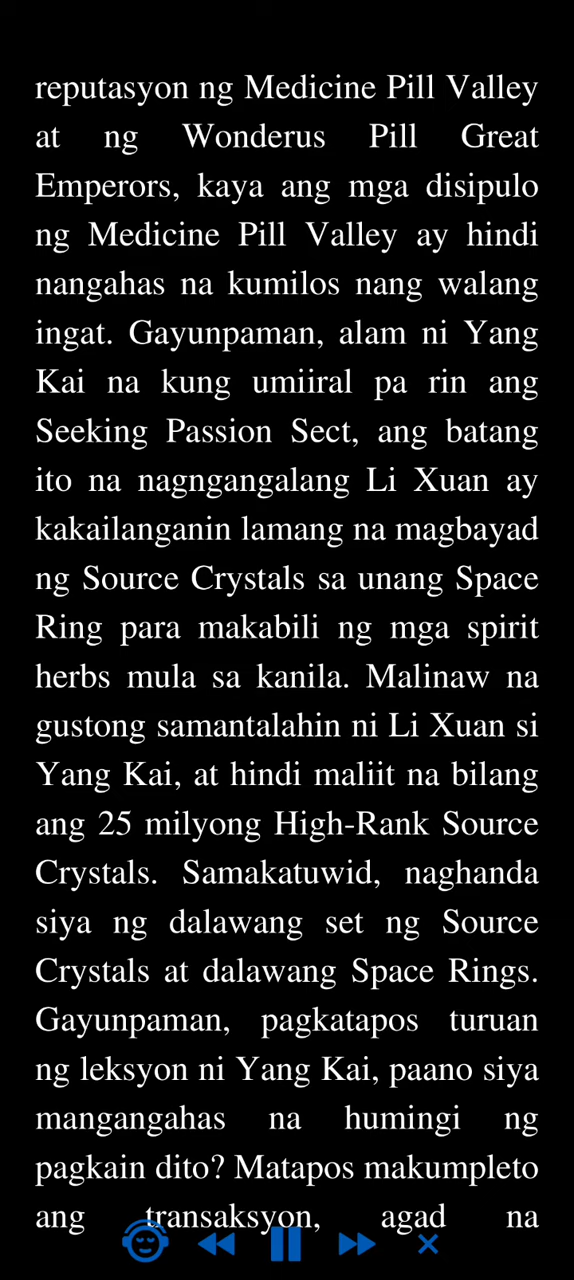 reputasyon ng Medicine Pill Valley
at ng Wonderus Pill Great
Emperors, kaya ang mga disipulo
ng Medicine Pill Valley ay hindi
nangahas na kumilos nang walang
ingat. Gayunpaman, alam ni Yang
Kai na kung umiiral pa rin ang
Seeking Passion Sect, ang batang
ito na nagngangalang Li Xuan ay
kakailanganin lamang na magbayad
ng Source Crystals sa unang Space
Ring para makabili ng mga spirit
herbs mula sa kanila. Malinaw na
gustong samantalahin ni Li Xuan si
Yang Kai, at hindi maliit na bilang
ang 25 milyong High-Rank Source
Crystals. Samakatuwid, naghanda
siya ng dalawang set ng Source
Crystals at dalawang Space Rings.
Gayunpaman, pagkatapos turuan
ng leksyon ni Yang Kai, paano siya
mangangahas na humingi ng
pagkain dito? Matapos makumpleto
ang transaksyon, agad na